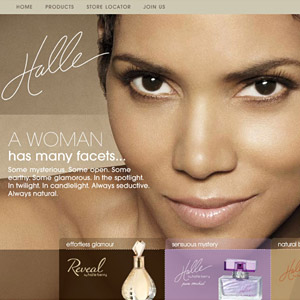 HOME PRODUCTS STORE LOCATOR JOIN US
Halle
A WOMAN
has many facets...
Some mysterious. Some open. Some
earthy. Some glamorous. In the spotlight.
In twilight. In candlelight. Always seductive.
Always natural.
effortless glamour
sensuous mystery
natural
Reveal
by halle berry
Halle
by halle berry